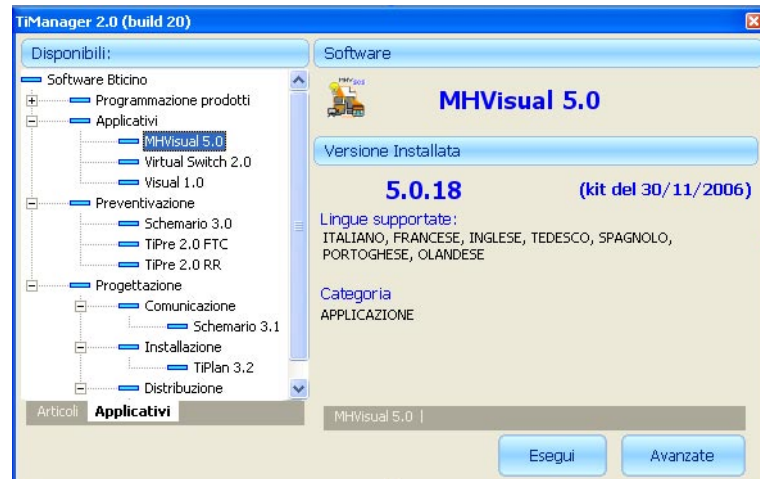 TiManager 2.0 (build 20)
Disponibili:
Software Bticino
Programmazione prodotti
Applicativi
MHVisual 5.0
Virtual Switch 2.0
Visual 1.0
Preventivazione
Schemario 3.0
TiPre 2.0 FTC
TiPre 2.0 RR
Progettazione
Comunicazione
Schemario 3.1
Installazione
TiPlan 3.2
Distribuzione
Articoli Applicativi
Software
MHVisual 5.0
Versione Installata
5.0.18 (kit del 30/11/2006)
Lingue supportate:
ITALIANO, FRANCESE, INGLESE, TEDESCO, SPAGNOLO,
PORTOGHESE, OLANDESE
Categoria
APPLICAZIONE
MHVisual 5.0 |
Esegui Avanzate